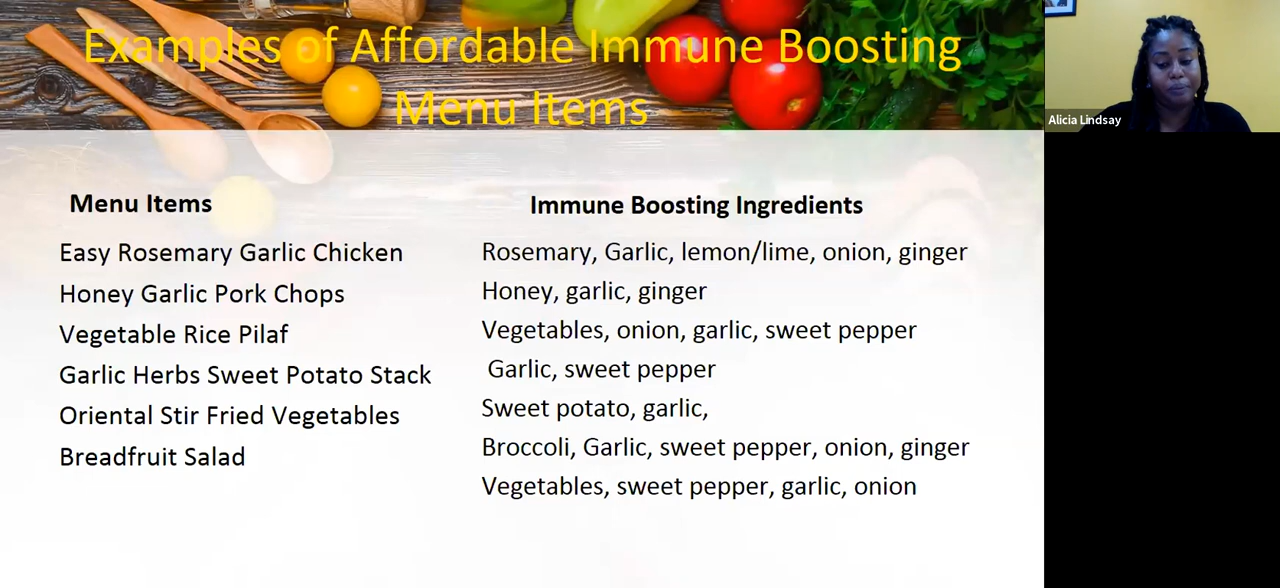 Examples of Affordable Immune Boosting
Menu Items
Alicia Lindsay
Menu Items
Easy Rosemary Garlic Chicken
Honey Garlic Pork Chops
Vegetable Rice Pilaf
Garlic Herbs Sweet Potato Stack
Oriental Stir Fried Vegetables
Breadfruit Salad
Immune Boosting Ingredients
Rosemary, Garlic, lemon/lime, onion, ginger
Honey, garlic, ginger
Vegetables, onion, garlic, sweet pepper
Garlic, sweet pepper
Sweet potato, garlic,
Broccoli, Garlic, sweet pepper, onion, ginger
Vegetables, sweet pepper, garlic, onion